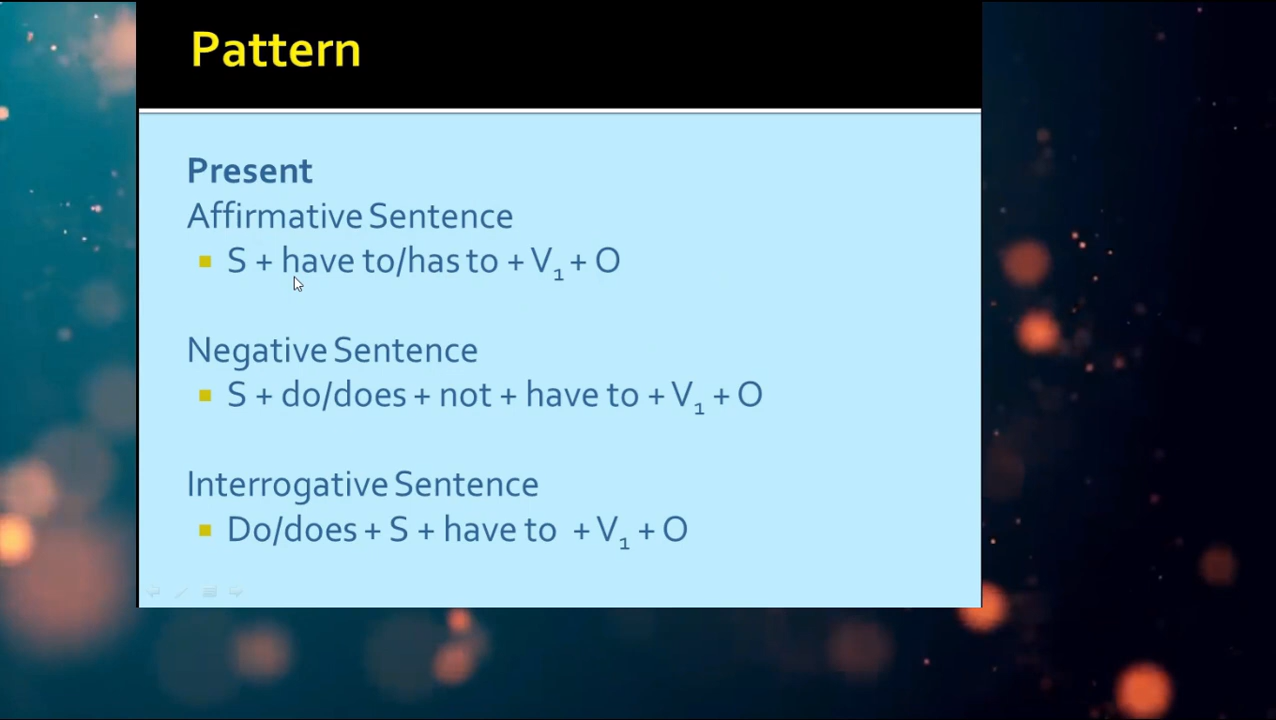 Pattern
Present
Affirmative Sentence
S + have to/has to + V₁ + O
Negative Sentence
S + do/does + not + have to + V₁ + O
Interrogative Sentence
Do/does + S + have to + V₁ + O